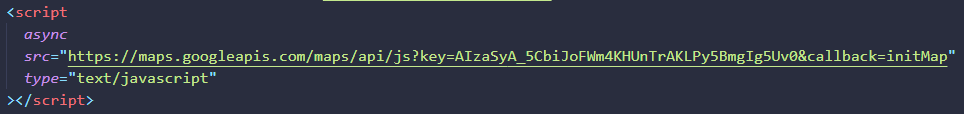 <script
async
src="https://maps.googleapis.com/maps/api/js?key=AIzaSyA_5CbiJoFWm4KHUnTrAKLPy5BmgIg5Uv0&callback=initMap"
type="text/javascript"
></script>